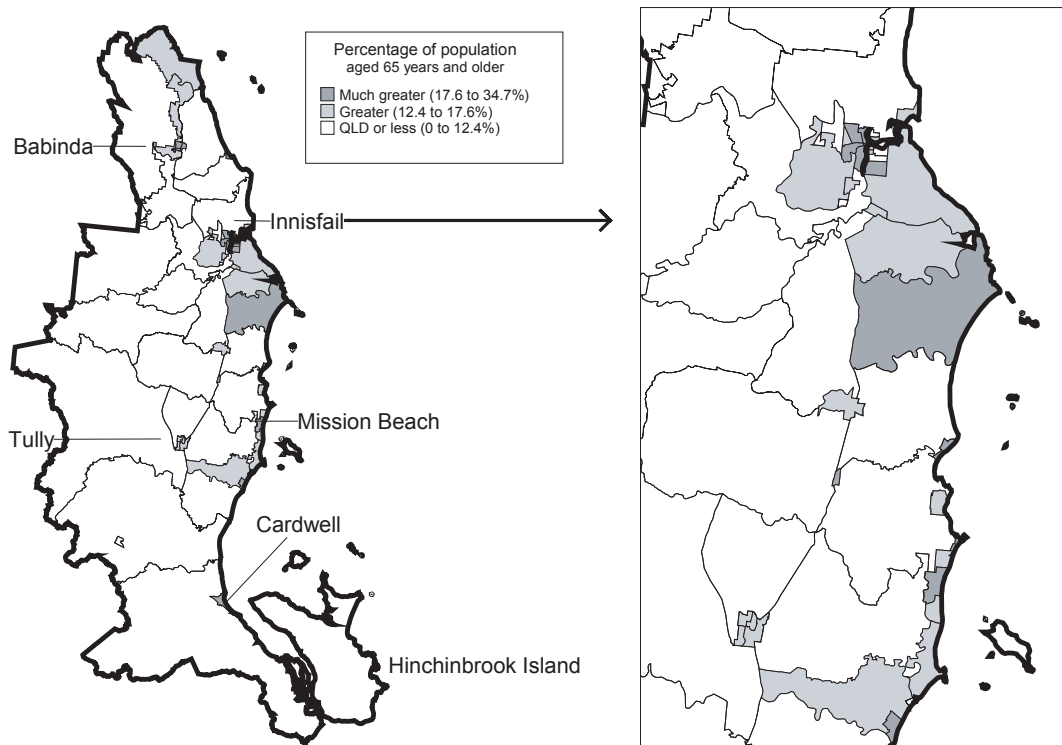 Percentage of population
aged 65 years and older
Much greater (17.6 to 34.7%)
Greater (12.4 to 17.6%)
QLD or less (0 to 12.4%)
Babinda
Innisfail
Mission Beach
Tully
Cardwell
Hinchinbrook Island